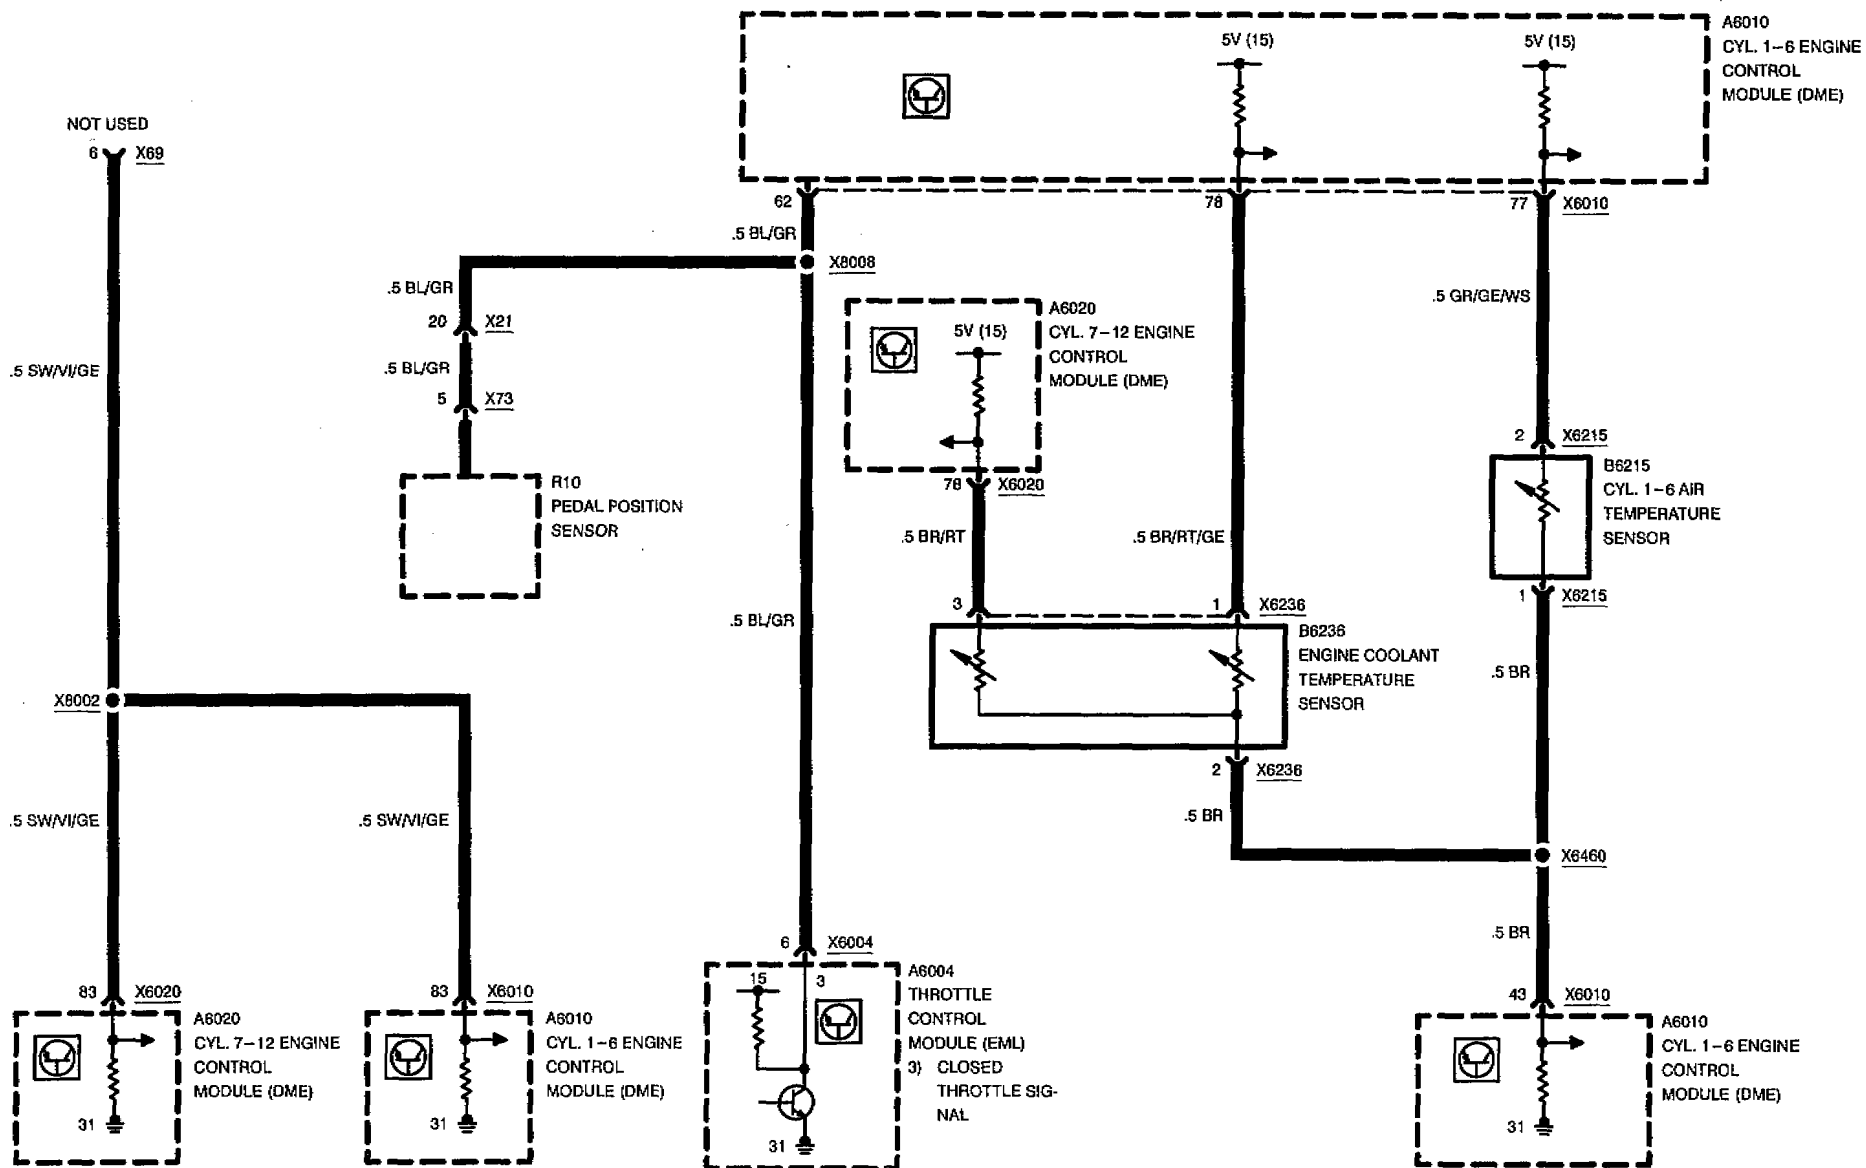 A6010
CYL. 1-6 ENGINE
CONTROL
MODULE (DME)
5V (15)
5V (15)
NOT USED
6
X69
62
78
77
X6010
.5 BL/GR
X8008
.5 BL/GR
.5 GR/GE/WS
A6020
CYL. 7-12 ENGINE
CONTROL
MODULE (DME)
5V (15)
20
X21
.5 SW/VI/GE
.5 BL/GR
5
X73
2
X6215
B6215
CYL. 1-6 AIR
TEMPERATURE
SENSOR
R10
PEDAL POSITION
SENSOR
78
X6020
.5 BR/RT
.5 BR/RT/GE
1
X6215
3
1
X6236
.5 BL/GR
B6236
ENGINE COOLANT
TEMPERATURE
SENSOR
.5 BR
X8002
2
X6236
.5 BR
.5 SW/VI/GE
.5 SW/VI/GE
X6460
.5 BR
6
X6004
83
X6020
83
X6010
43
X6010
A6020
CYL. 7-12 ENGINE
CONTROL
MODULE (DME)
31
A6010
CYL. 1-6 ENGINE
CONTROL
MODULE (DME)
31
15
3
A6004
THROTTLE
CONTROL
MODULE (EML)
3) CLOSED
THROTTLE SIG-
NAL
31
A6010
CYL. 1-6 ENGINE
CONTROL
MODULE (DME)
31